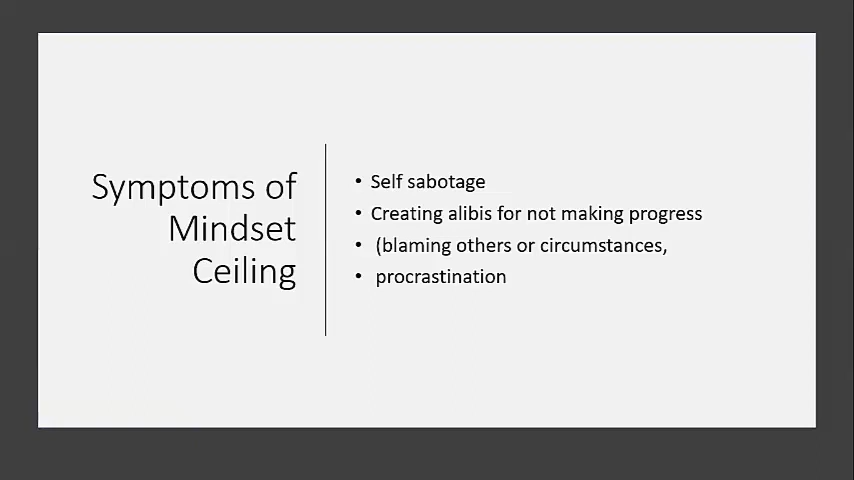 Symptoms of
Mindset
Ceiling
• Self sabotage
• Creating alibis for not making progress
• (blaming others or circumstances,
• procrastination